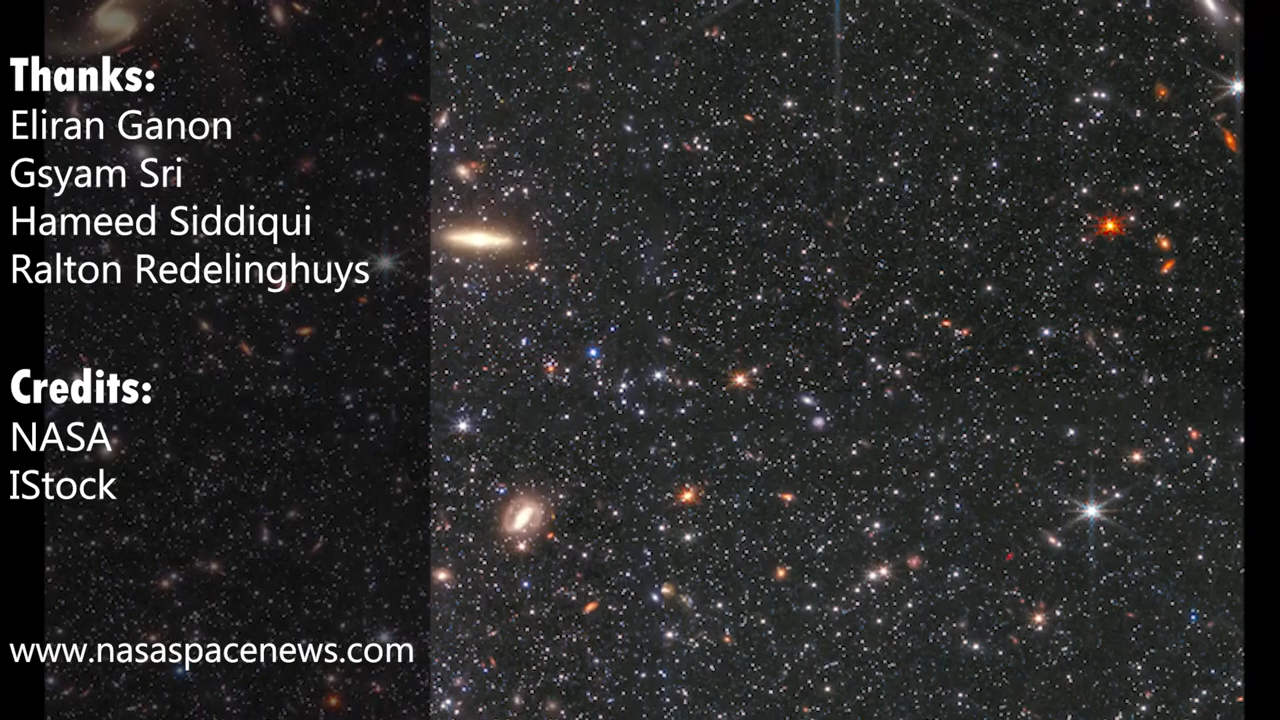 Thanks:
Eliran Ganon
Gsyam Sri
Hameed Siddiqui
Ralton Redelinghuys
Credits:
NASA
IStock
www.nasaspacenews.com